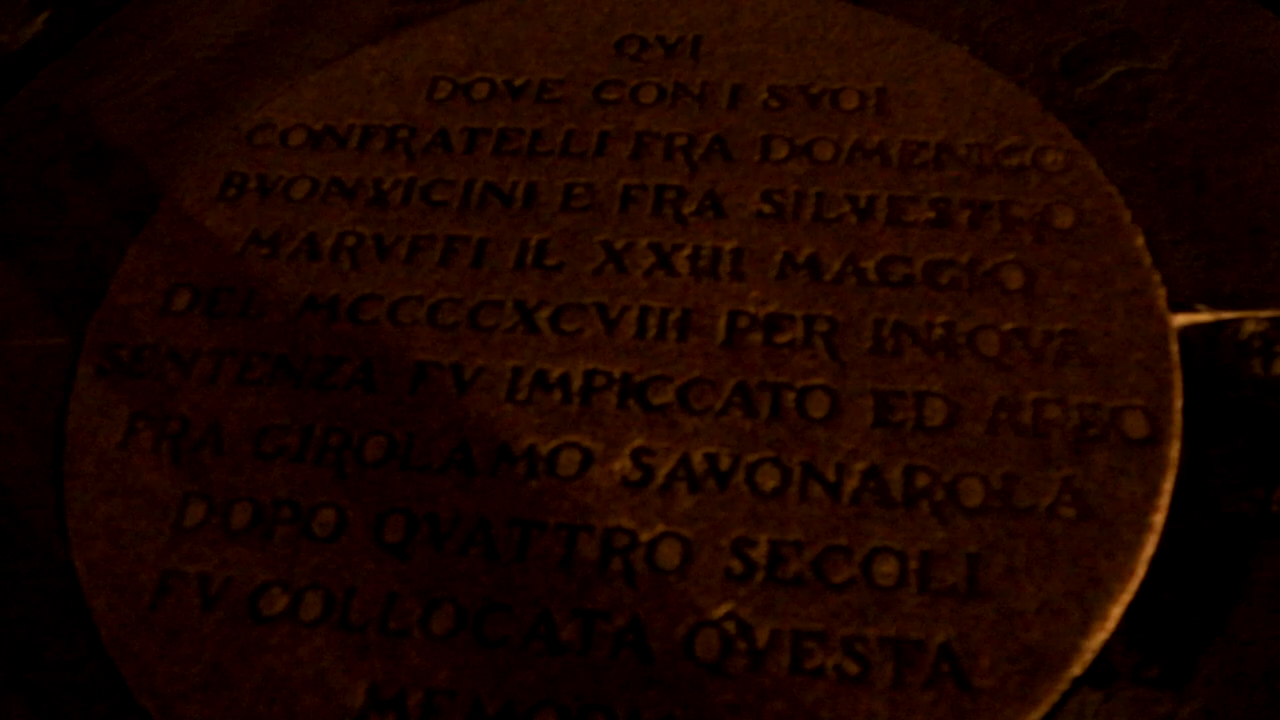 QVI
DOVE CON I SVOI
CONFRATELLI FRA DOMENICO
BVONVICINI E FRA SILVESTRO
MARVFFI IL XXIII MAGGIO
DEL MCCCCXCVIII PER INIQVA
SENTENZA FV IMPICCATO ED ARSO
FRA GIROLAMO SAVONAROLA
DOPO QVATTRO SECOLI
FV COLLOCATA QVESTA
MEMORIA